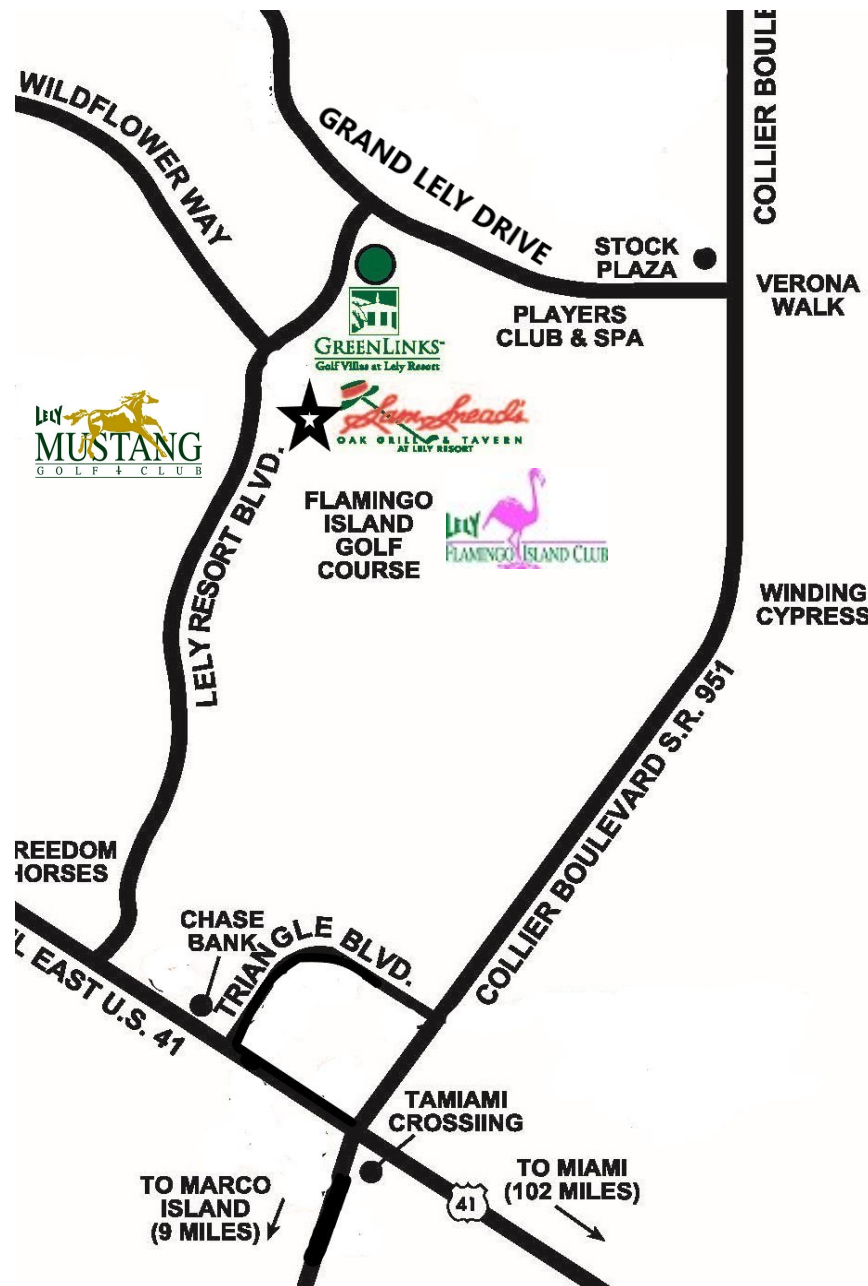 COLLIER BOULE
WILDFLOWER WAY
GRAND LELY DRIVE
STOCK
PLAZA
VERONA
WALK
PLAYERS
CLUB & SPA
GREENLINKS
Golf Villas at Lely Resort
LELY
MUSTANG
GOLF CLUB
Sam Snead's
OAK GRILL & TAVERN
AT LELY RESORT
LELY RESORT BLVD.
FLAMINGO
ISLAND
GOLF
COURSE
LELY
FLAMINGO ISLAND CLUB
WINDING
CYPRESS
COLLIER BOULEVARD S.R. 951
REEDOM
HORSES
CHASE
BANK
TRIANGLE BLVD.
L EAST U.S. 41
TAMIAMI
CROSSIING
TO MARCO
ISLAND
(9 MILES)
41
TO MIAMI
(102 MILES)